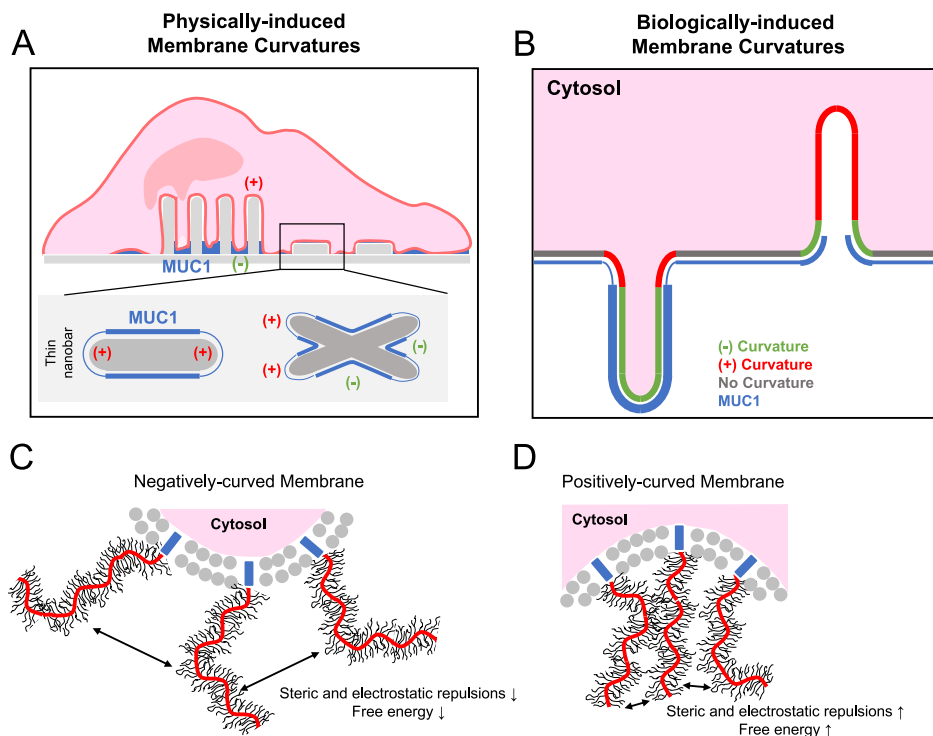 A
Physically-induced
Membrane Curvatures
(+)
MUC1
(-)
Thin
nanobar
MUC1
(+)
(+)
(+)
(+)
(-)
(-)
B
Biologically-induced
Membrane Curvatures
Cytosol
(-) Curvature
(+) Curvature
No Curvature
MUC1
C
Negatively-curved Membrane
Cytosol
Steric and electrostatic repulsions ↓
Free energy ↓
D
Positively-curved Membrane
Cytosol
Steric and electrostatic repulsions ↑
Free energy ↑